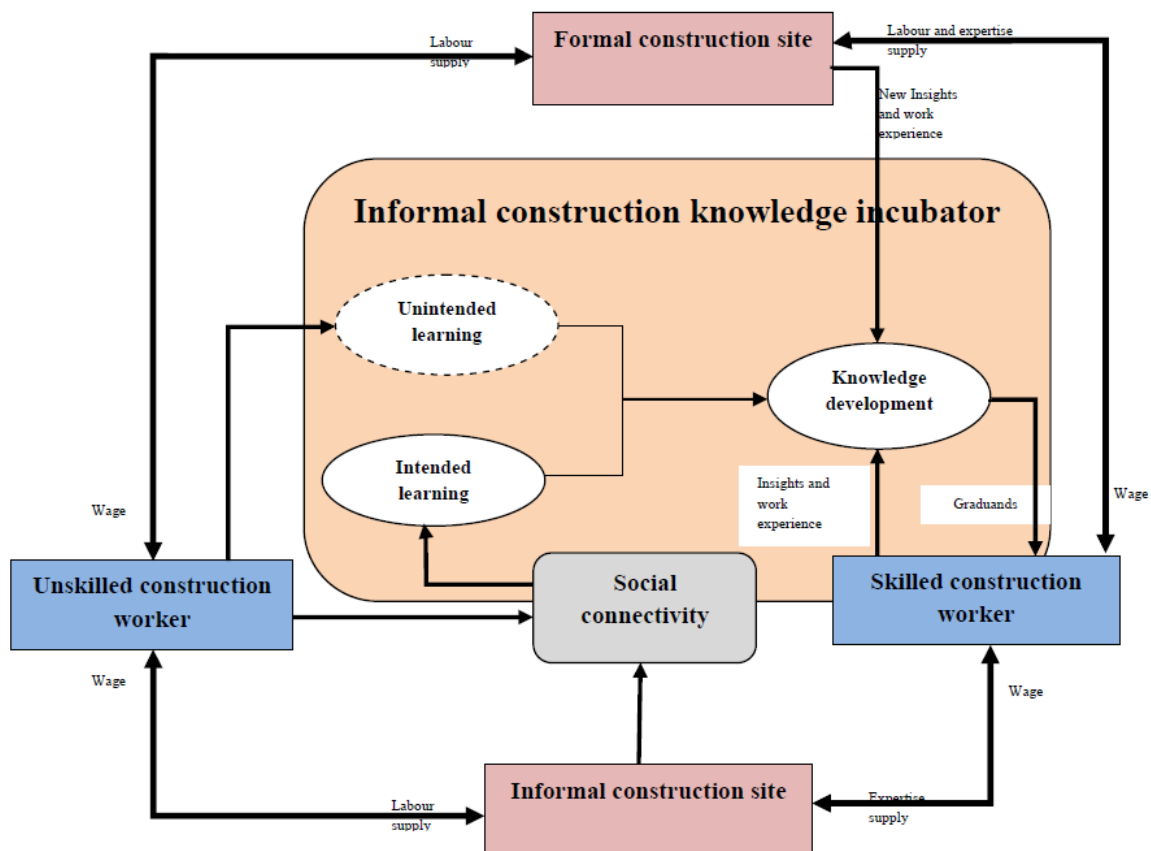 Formal construction site
Labour
supply
Labour and expertise
supply
New Insights
and work
experience
Informal construction knowledge incubator
Unintended
learning
Knowledge
development
Intended
learning
Insights and
work
experience
Graduands
Wage
Wage
Unskilled construction
worker
Social
connectivity
Skilled construction
worker
Wage
Wage
Informal construction site
Labour
supply
Expertise
supply